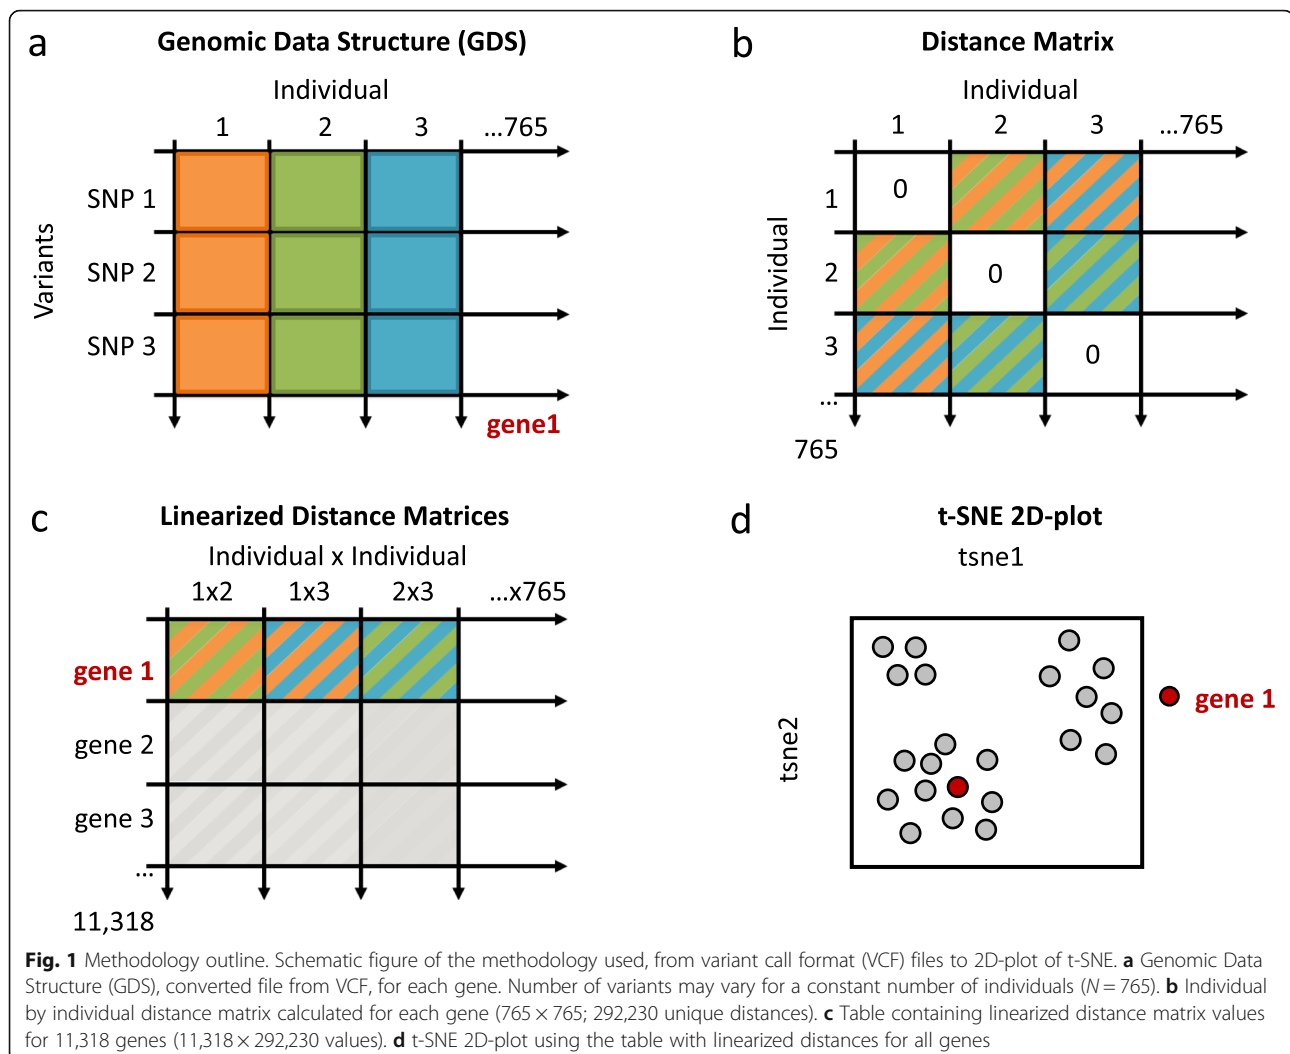 a
Genomic Data Structure (GDS)
Individual
1 2 3 ...765
Variants
SNP 1
SNP 2
SNP 3
gene1
b
Distance Matrix
Individual
1 2 3 ...765
Individual
1 0
2 0
3 0
...
765
c
Linearized Distance Matrices
Individual x Individual
1x2 1x3 2x3 ...x765
gene 1
gene 2
gene 3
...
11,318
d
t-SNE 2D-plot
tsne1
tsne2
gene 1
Fig. 1 Methodology outline. Schematic figure of the methodology used, from variant call format (VCF) files to 2D-plot of t-SNE. a Genomic Data
Structure (GDS), converted file from VCF, for each gene. Number of variants may vary for a constant number of individuals (N = 765). b Individual
by individual distance matrix calculated for each gene (765 × 765; 292,230 unique distances). c Table containing linearized distance matrix values
for 11,318 genes (11,318 × 292,230 values). d t-SNE 2D-plot using the table with linearized distances for all genes